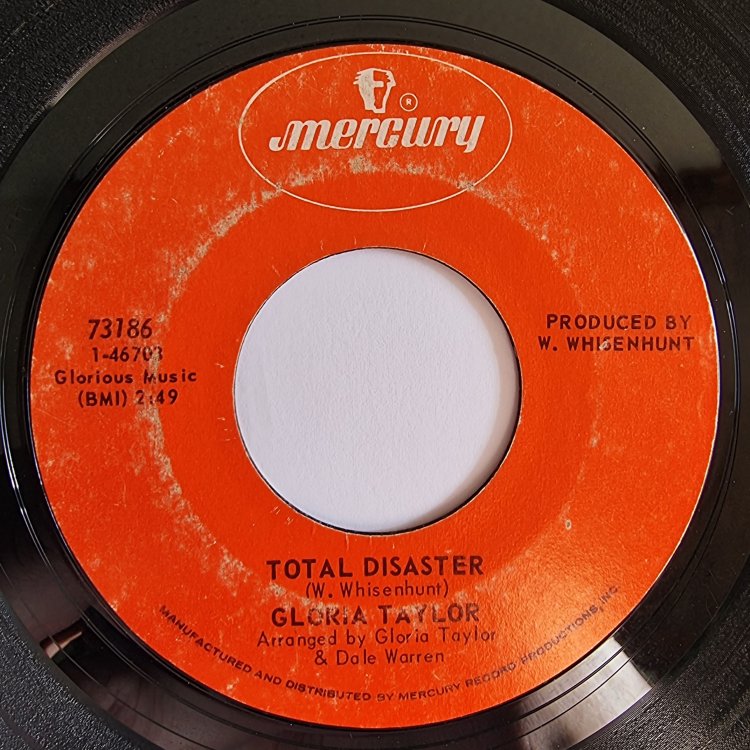 mercury ®
73186
1-46703
Glorious Music
(BMI) 2:49
PRODUCED BY
W. WHISENHUNT
TOTAL DISASTER
(W. Whisenhunt)
GLORIA TAYLOR
Arranged by Gloria Taylor
& Dale Warren
MANUFACTURED AND DISTRIBUTED BY MERCURY RECORD PRODUCTIONS, INC.